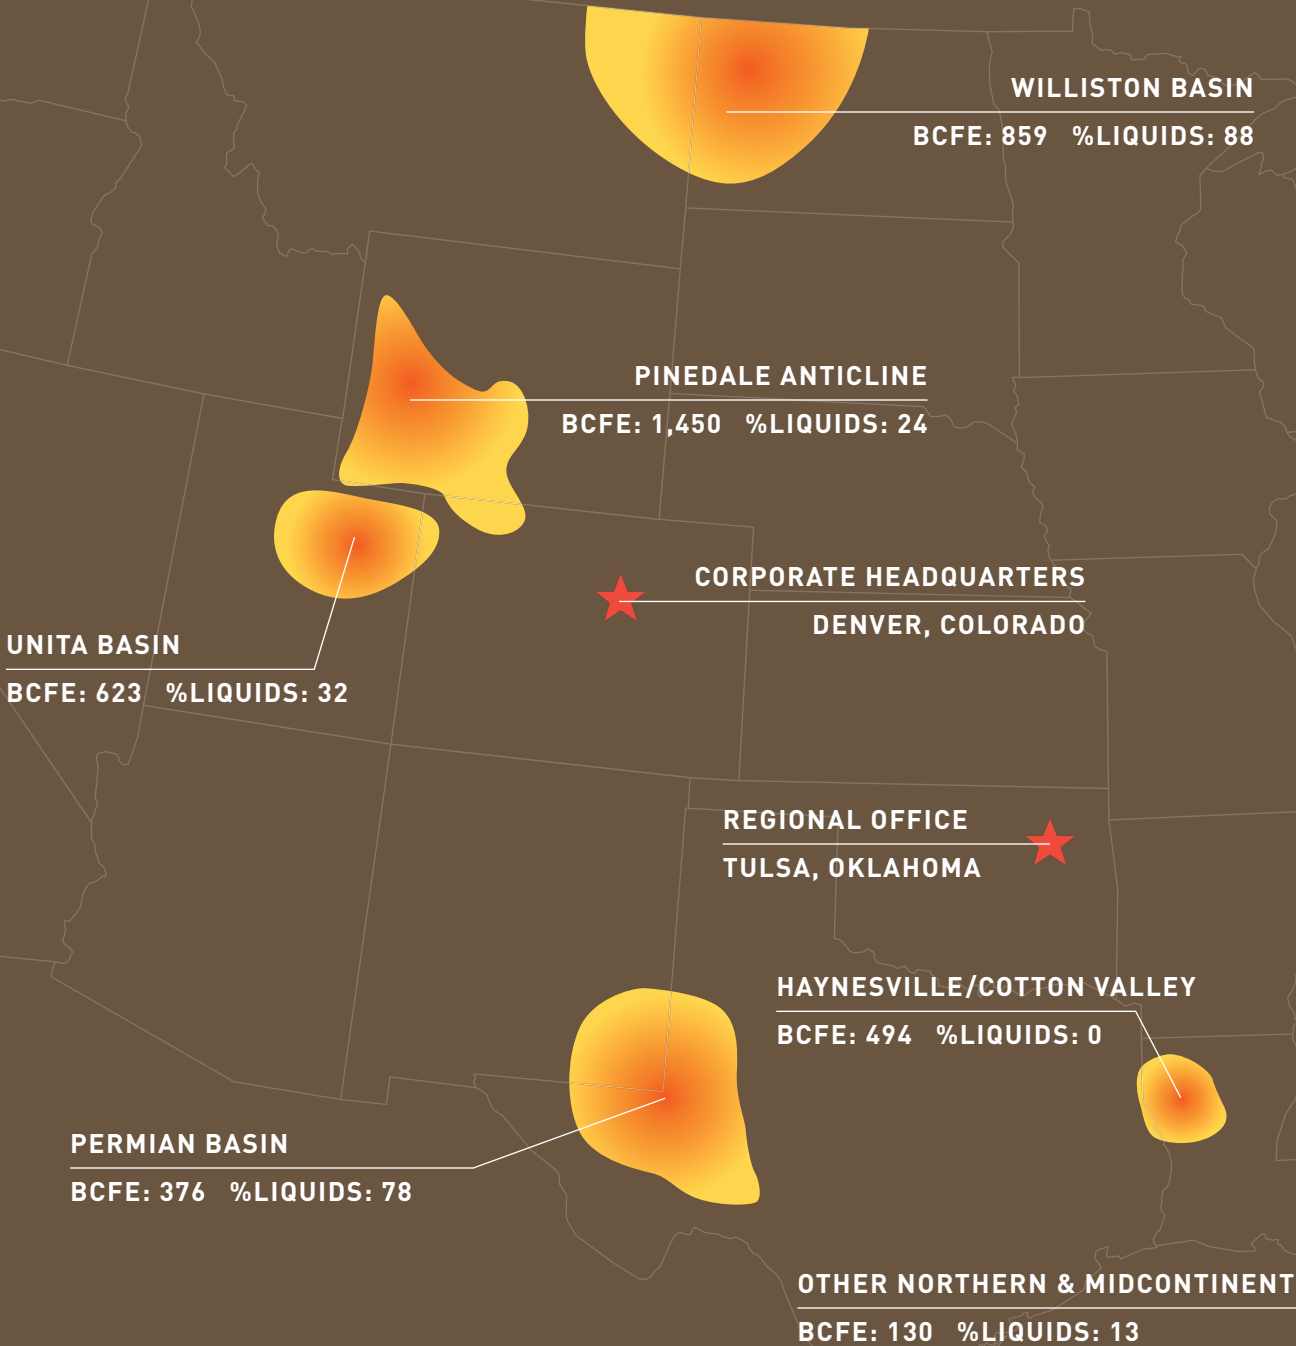 WILLISTON BASIN
BCFE: 859 %LIQUIDS: 88
PINEDALE ANTICLINE
BCFE: 1,450 %LIQUIDS: 24
CORPORATE HEADQUARTERS
DENVER, COLORADO
UNITA BASIN
BCFE: 623 %LIQUIDS: 32
REGIONAL OFFICE
TULSA, OKLAHOMA
HAYNESVILLE/COTTON VALLEY
BCFE: 494 %LIQUIDS: 0
PERMIAN BASIN
BCFE: 376 %LIQUIDS: 78
OTHER NORTHERN & MIDCONTINENT
BCFE: 130 %LIQUIDS: 13